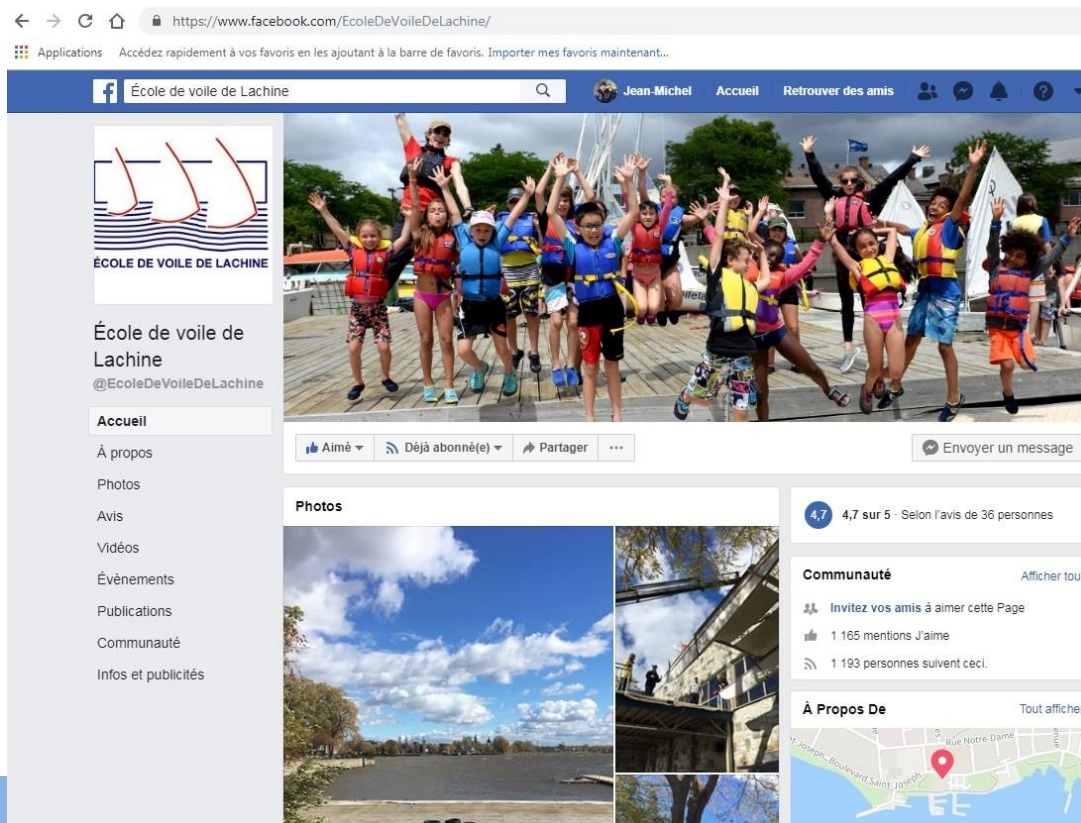 https://www.facebook.com/EcoleDeVoileDeLachine/
Applications Accédez rapidement à vos favoris en les ajoutant à la barre de favoris. Importer mes favoris maintenant...
École de voile de Lachine
Jean-Michel Accueil Retrouver des amis
ÉCOLE DE VOILE DE LACHINE
École de voile de
Lachine
@EcoleDeVoileDeLachine
Accueil
À propos
Photos
Avis
Vidéos
Évènements
Publications
Communauté
Infos et publicités
Aimé Déjà abonné(e) Partager ...
Envoyer un message
Photos
4,7 4,7 sur 5 · Selon l'avis de 36 personnes
Communauté Afficher tou
Invitez vos amis à aimer cette Page
1 165 mentions J'aime
1 193 personnes suivent ceci.
À Propos De Tout afficher
Rue Notre-Dame
Boulevard Saint-Joseph